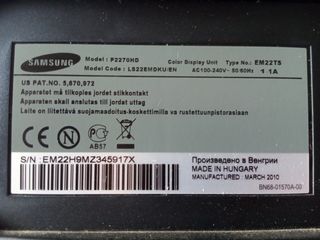 SAMSUNG
Model : P2270HD
Model Code : LS22EMDKU/EN
Color Display Unit
Type No.: EM22TS
AC100-240V~ 50/60Hz 1.1A
US PAT.NO. 5,670,972
Apparatet må tilkoples jordet stikkontakt
Apparaten skall anslutas till jordat uttag
Laite on liitettävä suojamaadoitus-koskettimilla va rustettuunpistorasiaan
AB57
S/N : EM22H9MZ345917X
Произведено в Венгрии
MADE IN HUNGARY
MANUFACTURED : MARCH 2010
BN68-01570A-00